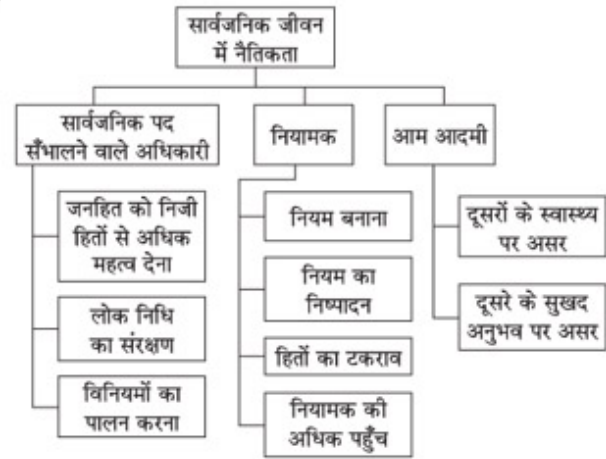 सार्वजनिक जीवन
में नैतिकता
सार्वजनिक पद
सँभालने वाले अधिकारी
जनहित को निजी
हितों से अधिक
महत्व देना
लोक निधि
का संरक्षण
विनियमों का
पालन करना
नियामक
नियम बनाना
नियम का
निष्पादन
हितों का टकराव
नियामक की
अधिक पहुँच
आम आदमी
दूसरों के स्वास्थ्य
पर असर
दूसरे के सुखद
अनुभव पर असर